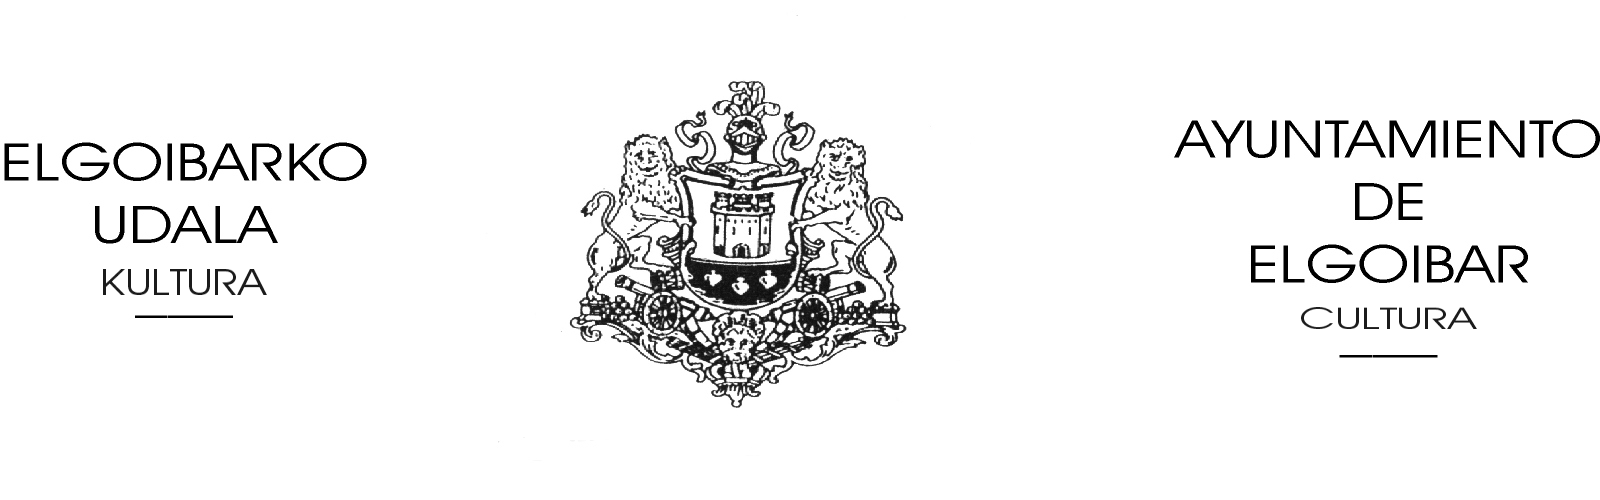 ELGOIBARKO
UDALA
KULTURA
AYUNTAMIENTO
DE
ELGOIBAR
CULTURA